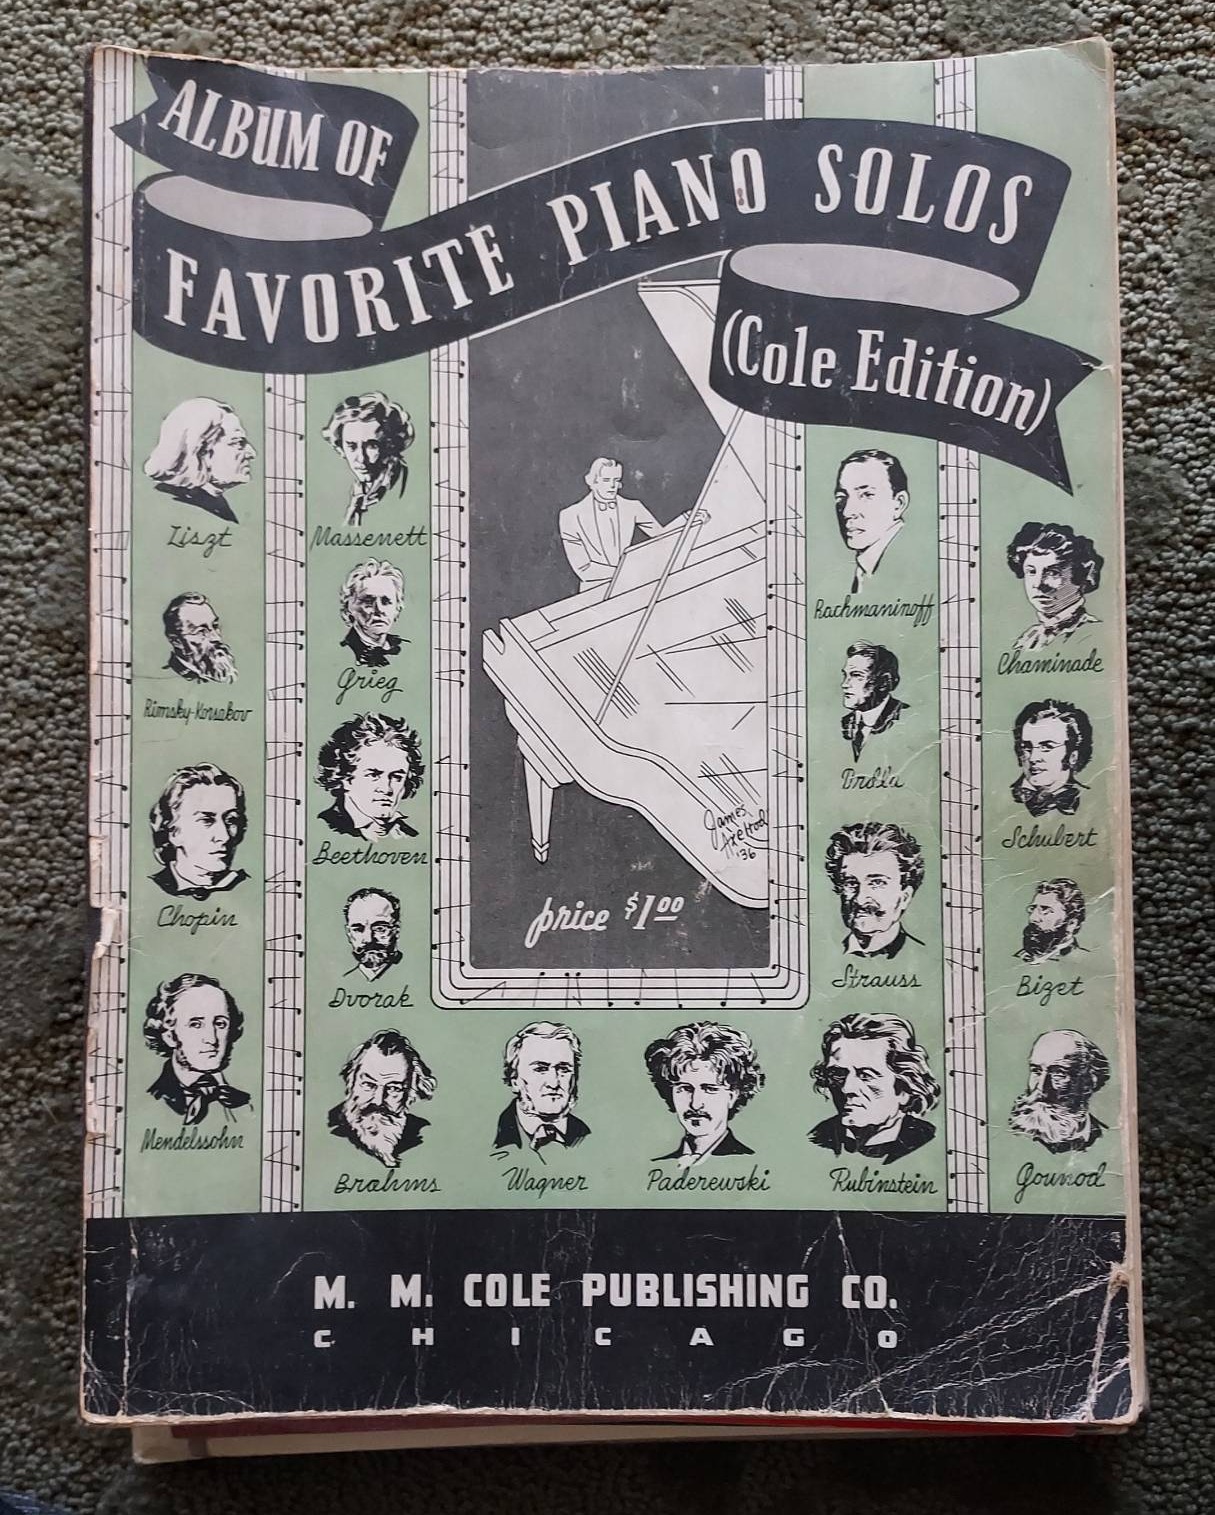 ALBUM OF
FAVORITE PIANO SOLOS
(Cole Edition)
Liszt
Massenett
Rachmaninoff
Chaminade
Rimsky-Korsakov
Grieg
Schubert
Chopin
Beethoven
James
Axelrod
'36
price $1.00
Strauss
Bizet
Dvorak
Mendelssohn
Brahms
Wagner
Paderewski
Rubinstein
Gounod
M. M. COLE PUBLISHING CO.
CHICAGO